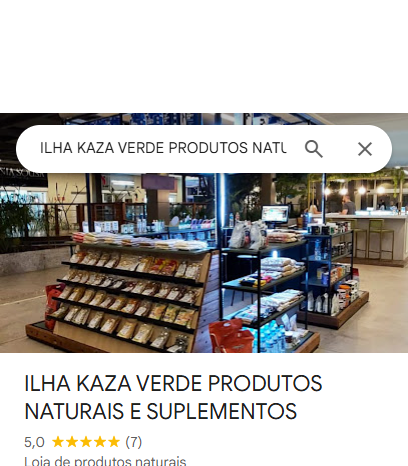 ILHA KAZA VERDE PRODUTOS NATU
ILHA KAZA VERDE PRODUTOS
NATURAIS E SUPLEMENTOS
5,0 ★★★★★ (7)
Loja de produtos naturais